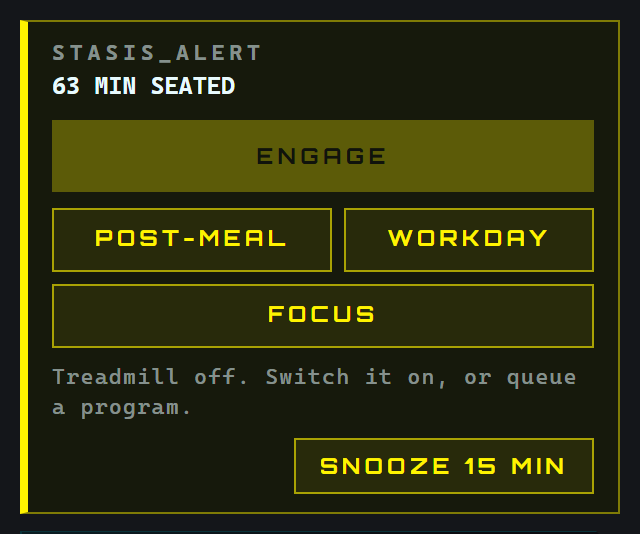 STASIS_ALERT
63 MIN SEATED
ENGAGE
POST-MEAL
WORKDAY
FOCUS
Treadmill off. Switch it on, or queue
a program.
SNOOZE 15 MIN